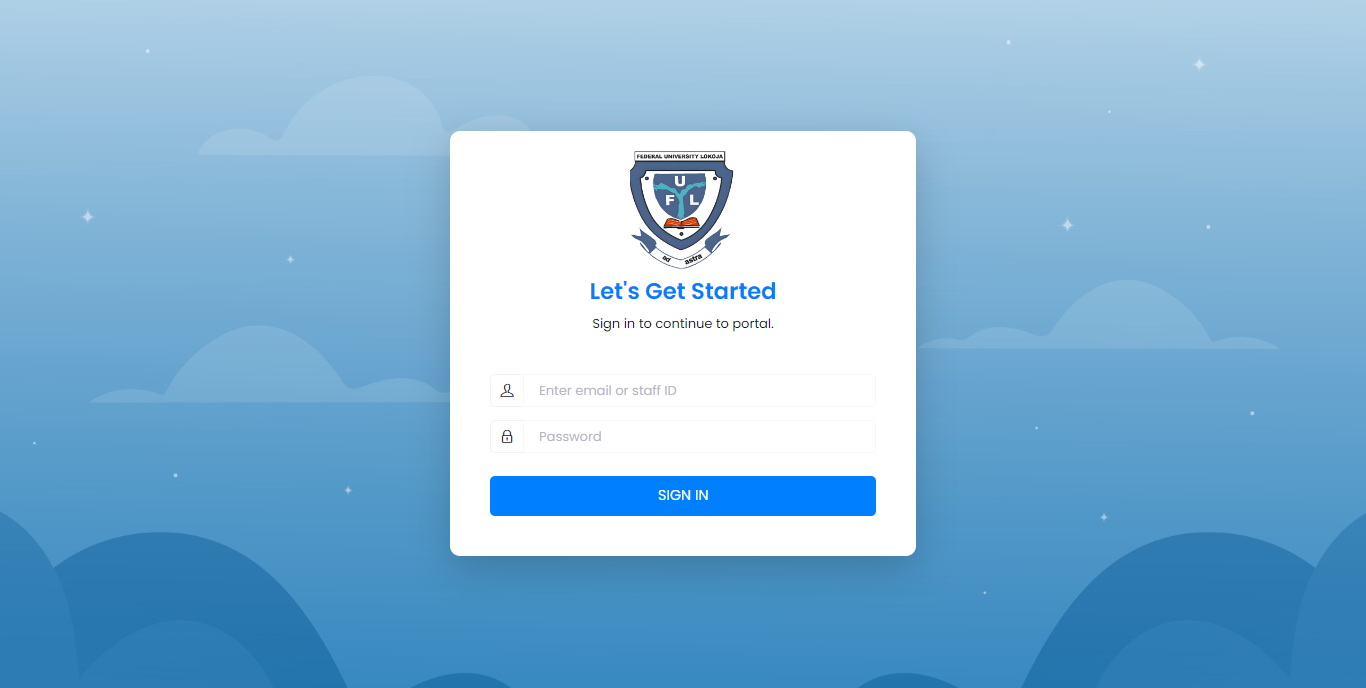 FEDERAL UNIVERSITY LOKOJA
U
F L
ad astra
Let's Get Started
Sign in to continue to portal.
Enter email or staff ID
Password
SIGN IN